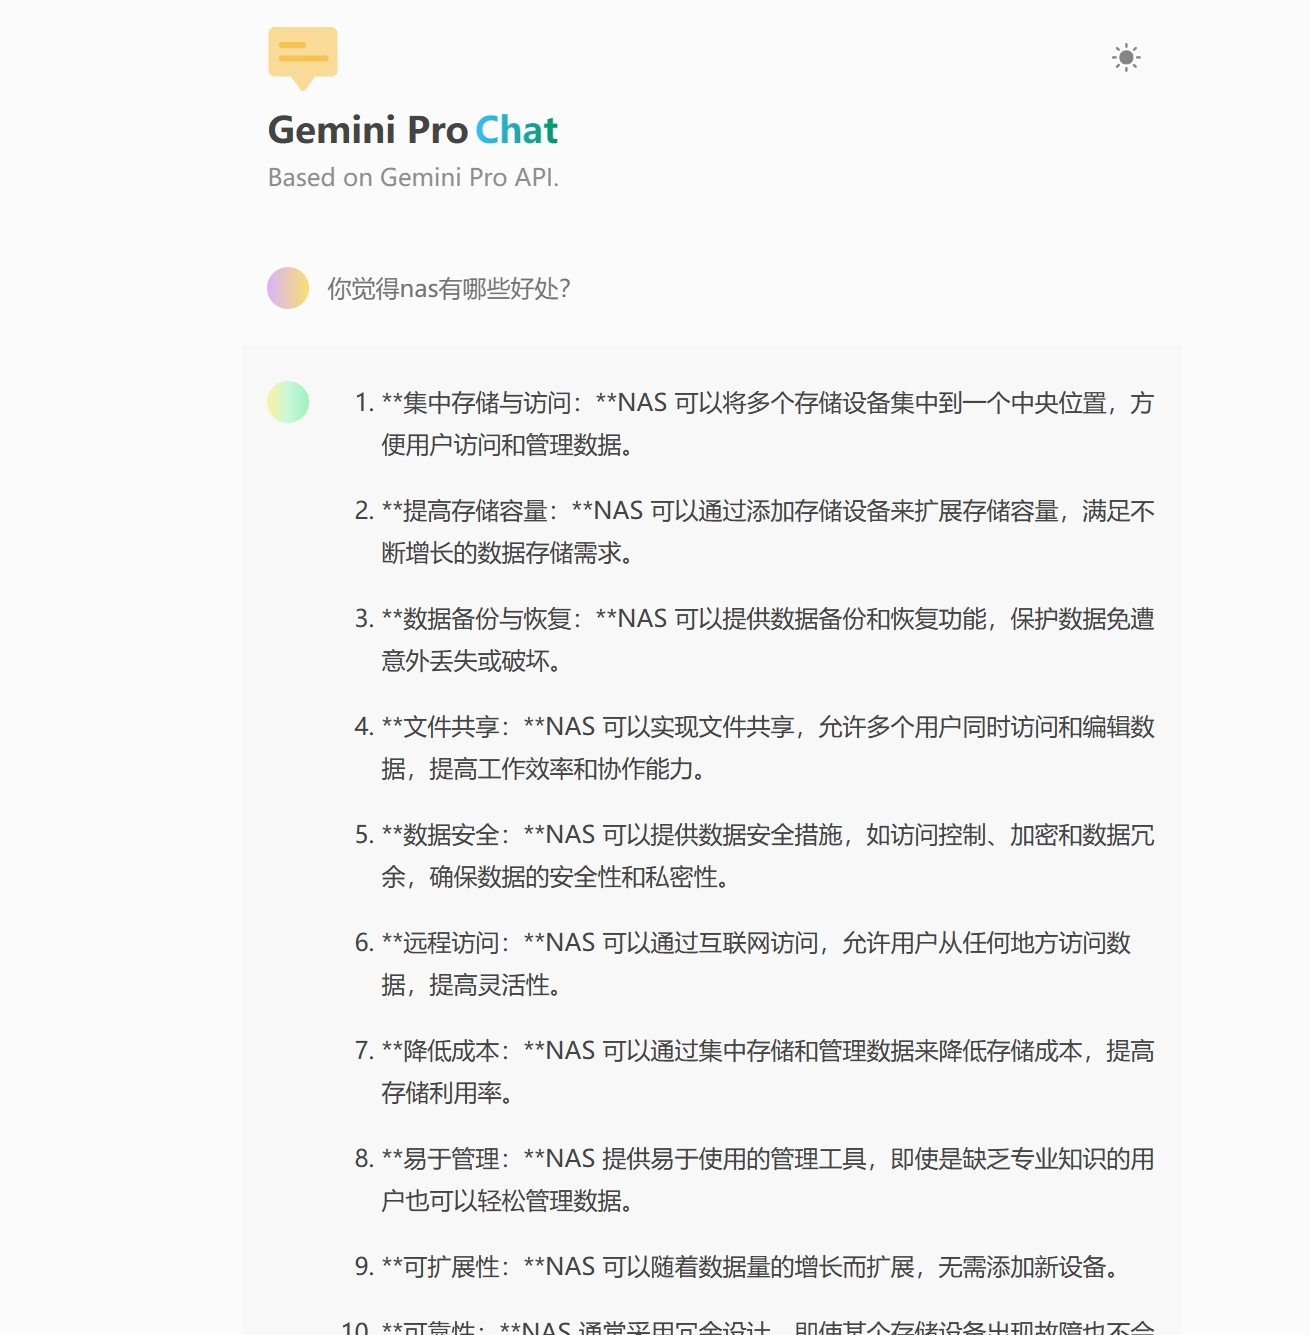 Gemini Pro Chat
Based on Gemini Pro API.
你觉得nas有哪些好处？
1. **集中存储与访问：**NAS 可以将多个存储设备集中到一个中央位置，方
便用户访问和管理数据。
2. **提高存储容量：**NAS 可以通过添加存储设备来扩展存储容量，满足不
断增长的数据存储需求。
3. **数据备份与恢复：**NAS 可以提供数据备份和恢复功能，保护数据免遭
意外丢失或破坏。
4. **文件共享：**NAS 可以实现文件共享，允许多个用户同时访问和编辑数
据，提高工作效率和协作能力。
5. **数据安全：**NAS 可以提供数据安全措施，如访问控制、加密和数据冗
余，确保数据的安全性和私密性。
6. **远程访问：**NAS 可以通过互联网访问，允许用户从任何地方访问数
据，提高灵活性。
7. **降低成本：**NAS 可以通过集中存储和管理数据来降低存储成本，提高
存储利用率。
8. **易于管理：**NAS 提供易于使用的管理工具，即使是缺乏专业知识的用
户也可以轻松管理数据。
9. **可扩展性：**NAS 可以随着数据量的增长而扩展，无需添加新设备。
10. **可靠性：**NAS 通常采用冗余设计，即使某个存储设备出现故障也不会